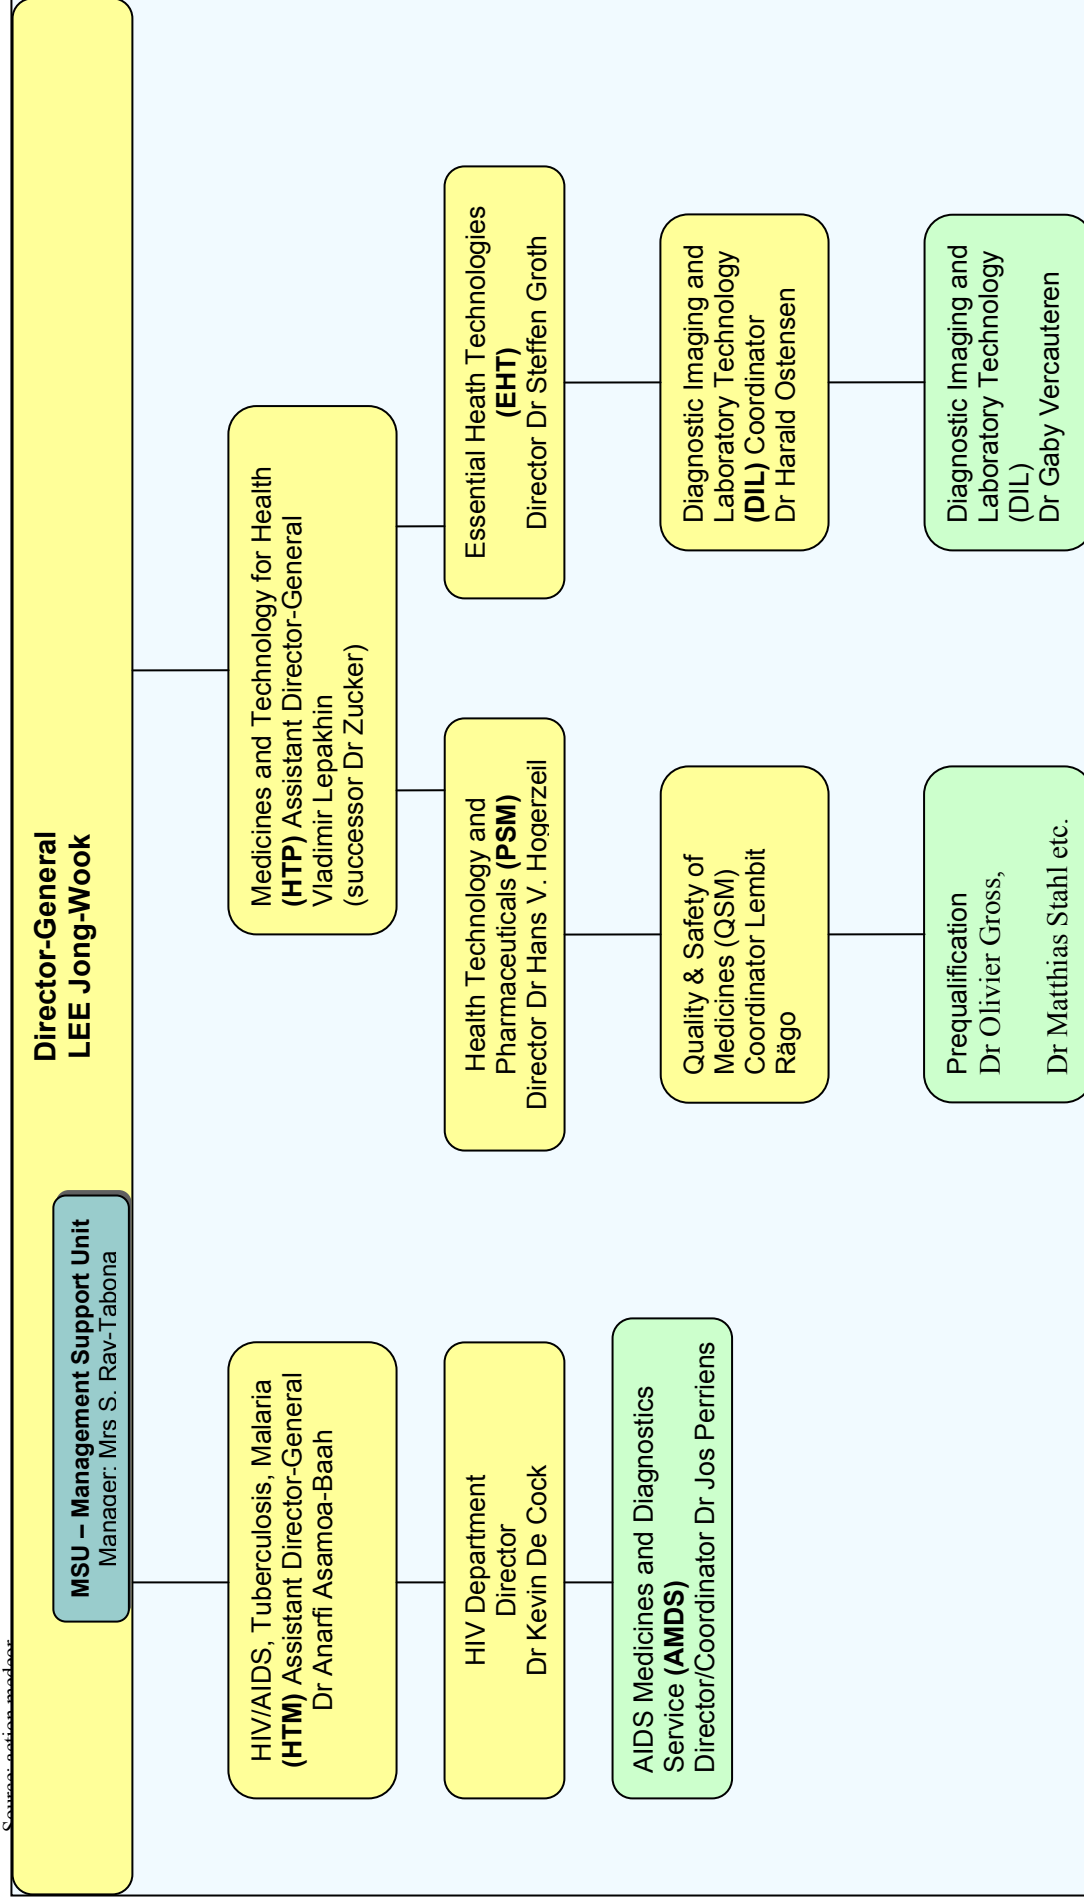 Source: action medeor
Director-General
LEE Jong-Wook
MSU – Management Support Unit
Manager: Mrs S. Rav-Tabona
HIV/AIDS, Tuberculosis, Malaria
(HTM) Assistant Director-General
Dr Anarfi Asamoa-Baah
HIV Department
Director
Dr Kevin De Cock
AIDS Medicines and Diagnostics
Service (AMDS)
Director/Coordinator Dr Jos Perriens
Medicines and Technology for Health
(HTP) Assistant Director-General
Vladimir Lepakhin
(successor Dr Zucker)
Health Technology and
Pharmaceuticals (PSM)
Director Dr Hans V. Hogerzeil
Quality & Safety of
Medicines (QSM)
Coordinator Lembit
Rägo
Prequalification
Dr Olivier Gross,
Dr Matthias Stahl etc.
Essential Heath Technologies
(EHT)
Director Dr Steffen Groth
Diagnostic Imaging and
Laboratory Technology
(DIL) Coordinator
Dr Harald Ostensen
Diagnostic Imaging and
Laboratory Technology
(DIL)
Dr Gaby Vercauteren